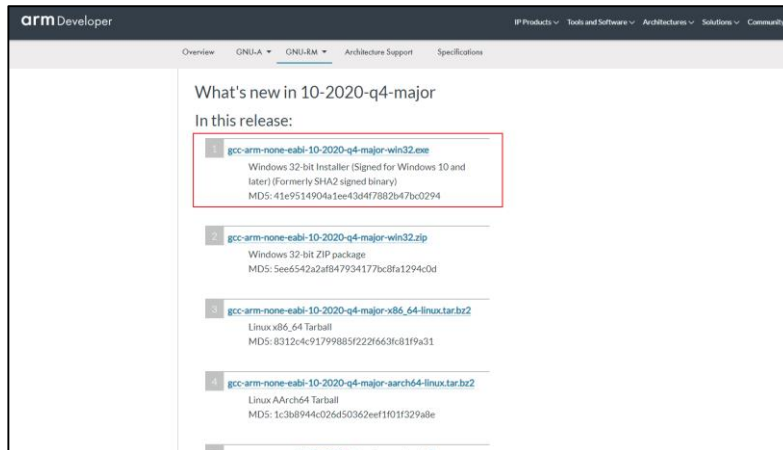 arm Developer
IP Products Tools and Software Architectures Solutions Community
Overview GNU-A GNU-RM Architecture Support Specifications
What's new in 10-2020-q4-major
In this release:
1 gcc-arm-none-eabi-10-2020-q4-major-win32.exe
Windows 32-bit Installer (Signed for Windows 10 and
later) (Formerly SHA2 signed binary)
MD5: 41e9514904a1ee43d4f7882b47bc0294
2 gcc-arm-none-eabi-10-2020-q4-major-win32.zip
Windows 32-bit ZIP package
MD5: 5ee6542a2af847934177bc8fa1294c0d
3 gcc-arm-none-eabi-10-2020-q4-major-x86_64-linux.tar.bz2
Linux x86_64 Tarball
MD5: 8312c4c91799885f222f663fc81f9a31
4 gcc-arm-none-eabi-10-2020-q4-major-aarch64-linux.tar.bz2
Linux AArch64 Tarball
MD5: 1c3b8944c026d50362eef1f01f329a8e